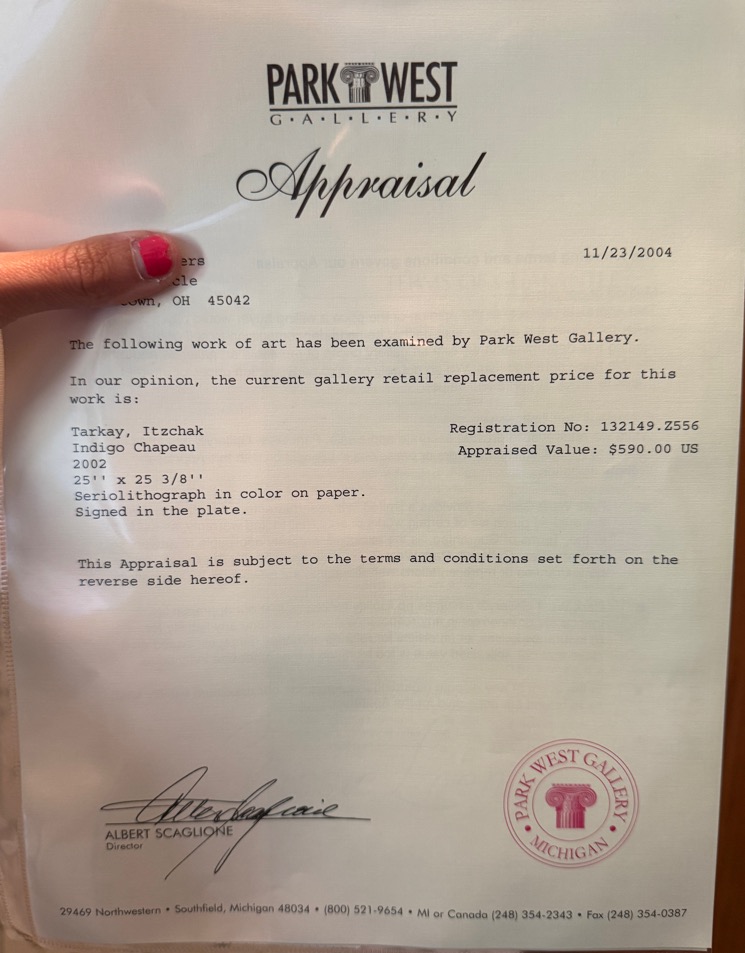 PARK WEST
G·A·L·L·E·R·Y
Appraisal
11/23/2004
OH 45042
The following work of art has been examined by Park West Gallery.
In our opinion, the current gallery retail replacement price for this
work is:
Tarkay, Itzchak
Registration No: 132149.Z556
Indigo Chapeau
Appraised Value: $590.00 US
2002
25'' x 25 3/8''
Seriolithograph in color on paper.
Signed in the plate.
This Appraisal is subject to the terms and conditions set forth on the
reverse side hereof.
ALBERT SCAGLIONE
Director
PARK WEST GALLERY
• MICHIGAN •
29469 Northwestern • Southfield, Michigan 48034 • (800) 521-9654 • MI or Canada (248) 354-2343 • Fax (248) 354-0387